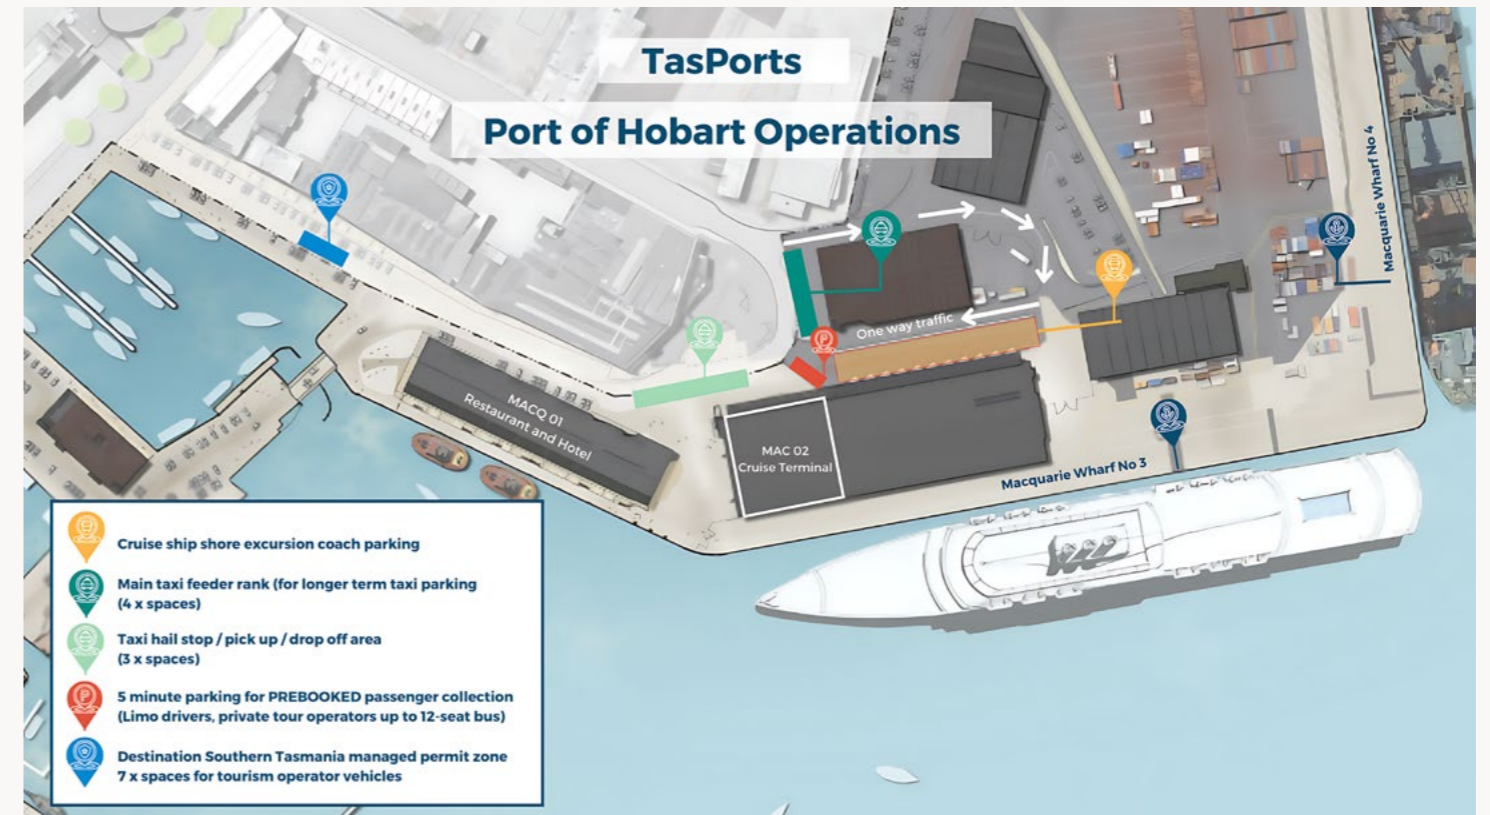 TasPorts
Port of Hobart Operations
Macquarie Wharf No 4
One way traffic
MACQ 01
Restaurant and Hotel
MAC 02
Cruise Terminal
Macquarie Wharf No 3
Cruise ship shore excursion coach parking
Main taxi feeder rank (for longer term taxi parking
(4 x spaces)
Taxi hail stop / pick up / drop off area
(3 x spaces)
5 minute parking for PREBOOKED passenger collection
(Limo drivers, private tour operators up to 12-seat bus)
Destination Southern Tasmania managed permit zone
7 x spaces for tourism operator vehicles